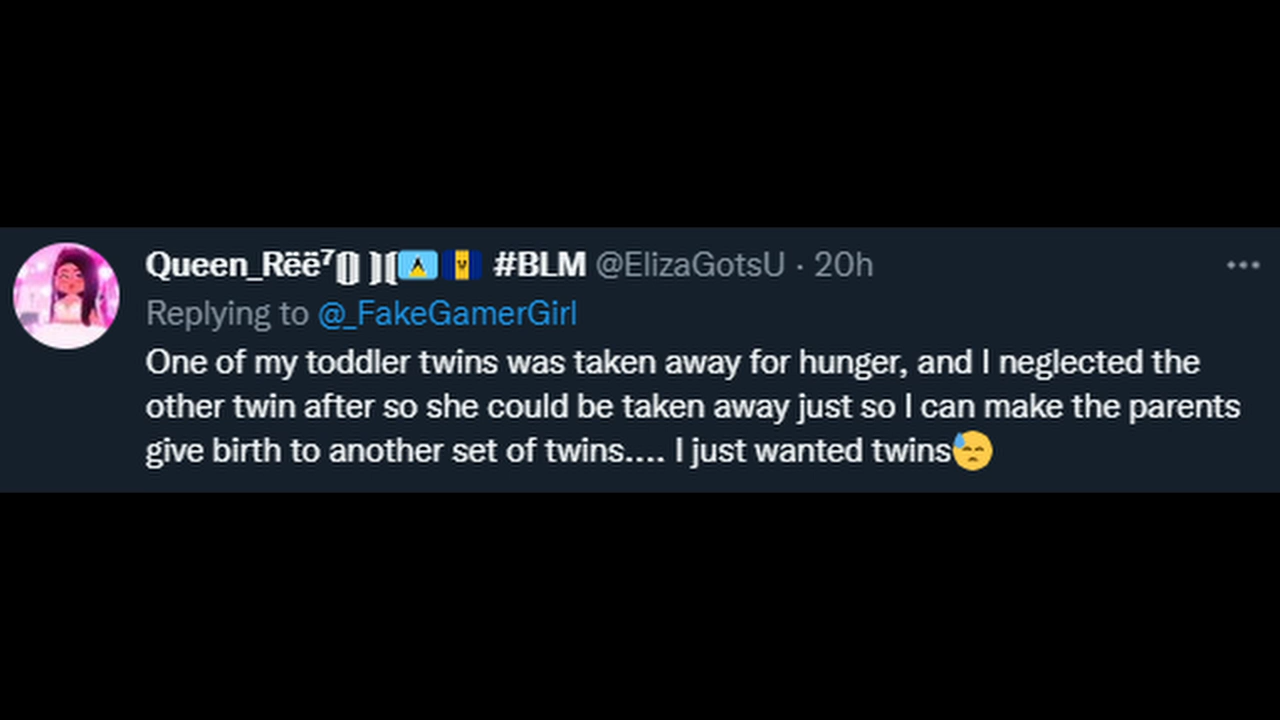 Queen_Rëë⁷⟬⟭ ⟭⟬🇱🇨🇧🇧 #BLM @ElizaGotsU · 20h
Replying to @_FakeGamerGirl
One of my toddler twins was taken away for hunger, and I neglected the
other twin after so she could be taken away just so I can make the parents
give birth to another set of twins.... I just wanted twins😓